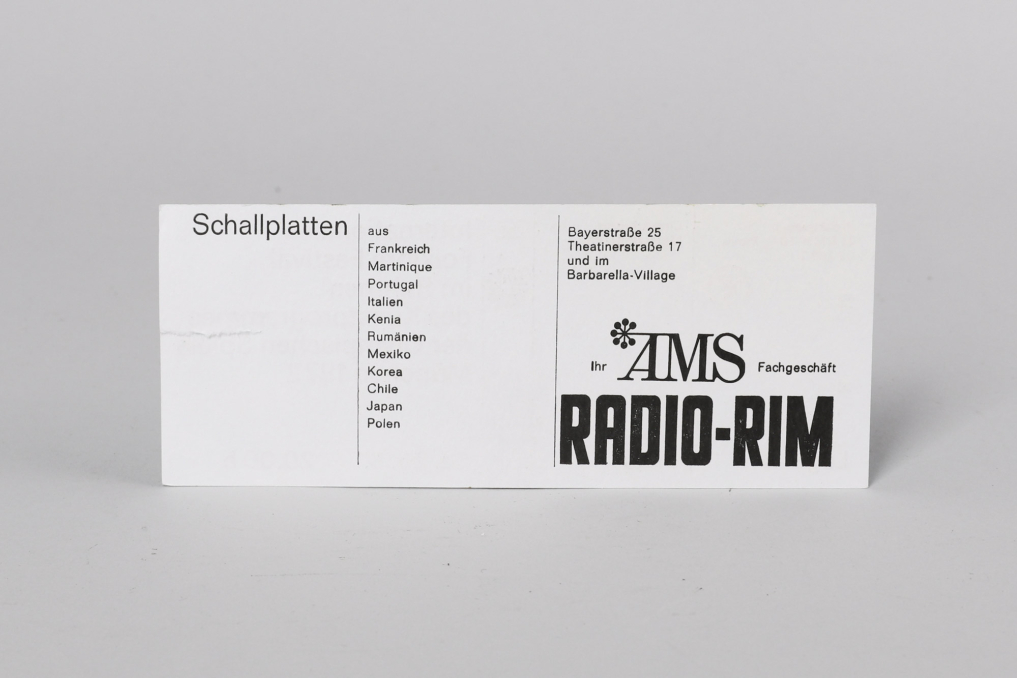 Schallplatten
aus
Frankreich
Martinique
Portugal
Italien
Kenia
Rumänien
Mexiko
Korea
Chile
Japan
Polen
Bayerstraße 25
Theatinerstraße 17
und im
Barbarella-Village
Ihr AMS Fachgeschäft
RADIO-RIM